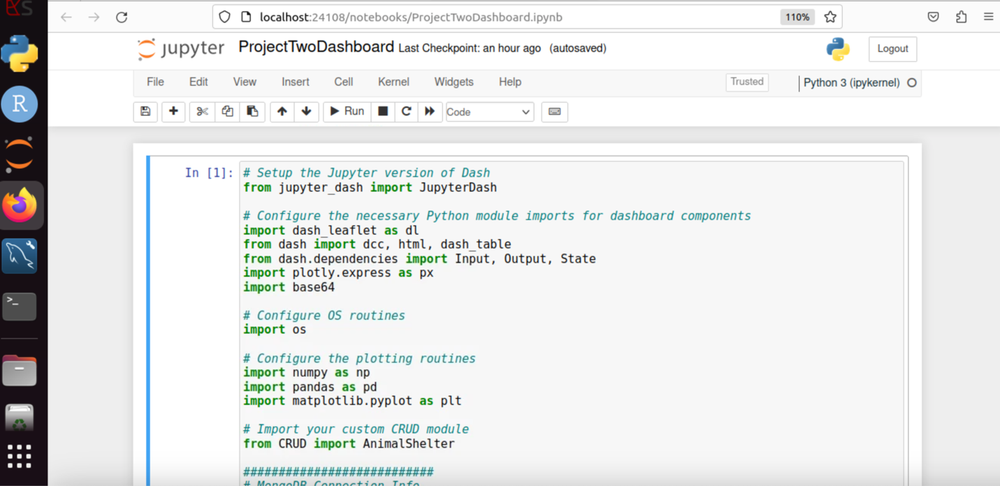 EKS
localhost:24108/notebooks/ProjectTwoDashboard.ipynb
110%
jupyter ProjectTwoDashboard Last Checkpoint: an hour ago (autosaved)
Logout
File Edit View Insert Cell Kernel Widgets Help
Trusted
Python 3 (ipykernel)
Run
Code
R
>_
In [1]:
# Setup the Jupyter version of Dash
from jupyter_dash import JupyterDash
# Configure the necessary Python module imports for dashboard components
import dash_leaflet as dl
from dash import dcc, html, dash_table
from dash.dependencies import Input, Output, State
import plotly.express as px
import base64
# Configure OS routines
import os
# Configure the plotting routines
import numpy as np
import pandas as pd
import matplotlib.pyplot as plt
# Import your custom CRUD module
from CRUD import AnimalShelter
###########################
# MongoDB Connection Info